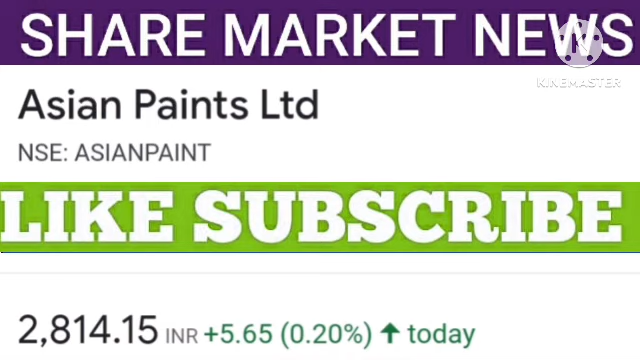 SHARE MARKET NEWS
KINEMASTER
Asian Paints Ltd
NSE: ASIANPAINT
LIKE SUBSCRIBE
2,814.15 INR +5.65 (0.20%) ↑ today